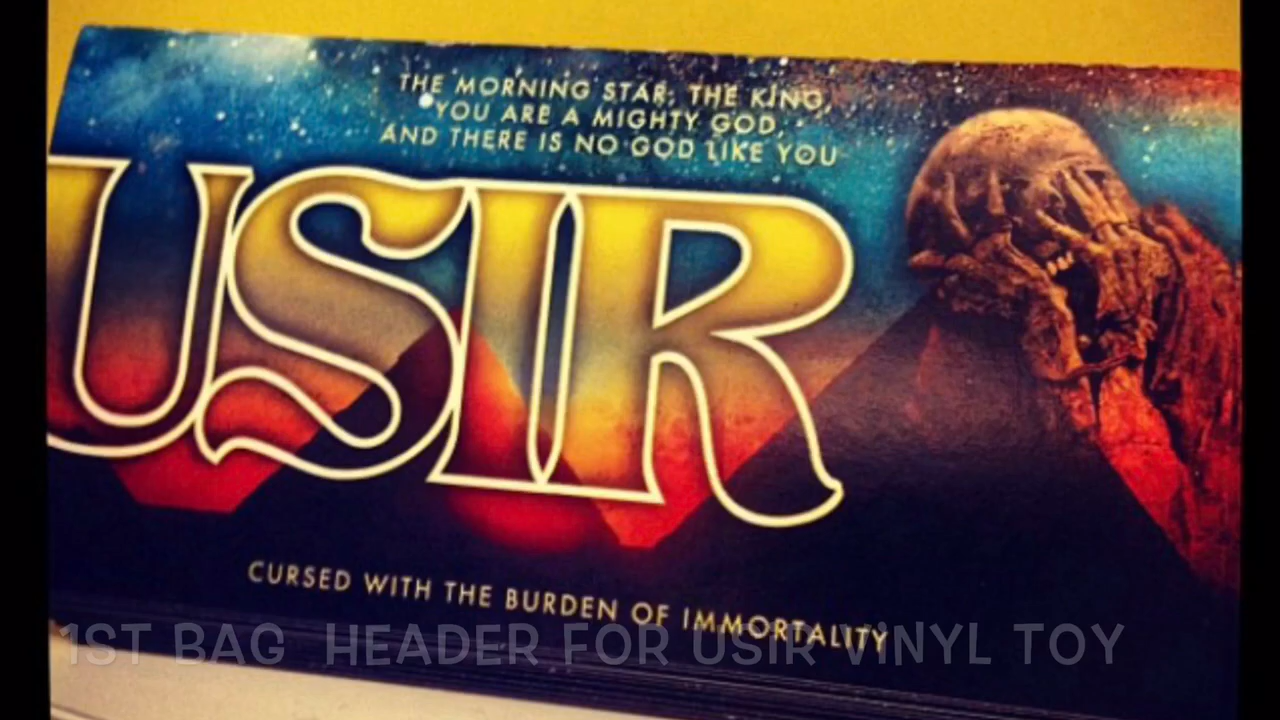 THE MORNING STAR, THE KING,
YOU ARE A MIGHTY GOD,
AND THERE IS NO GOD LIKE YOU
USIR
CURSED WITH THE BURDEN OF IMMORTALITY
1ST BAG HEADER FOR USIR VINYL TOY